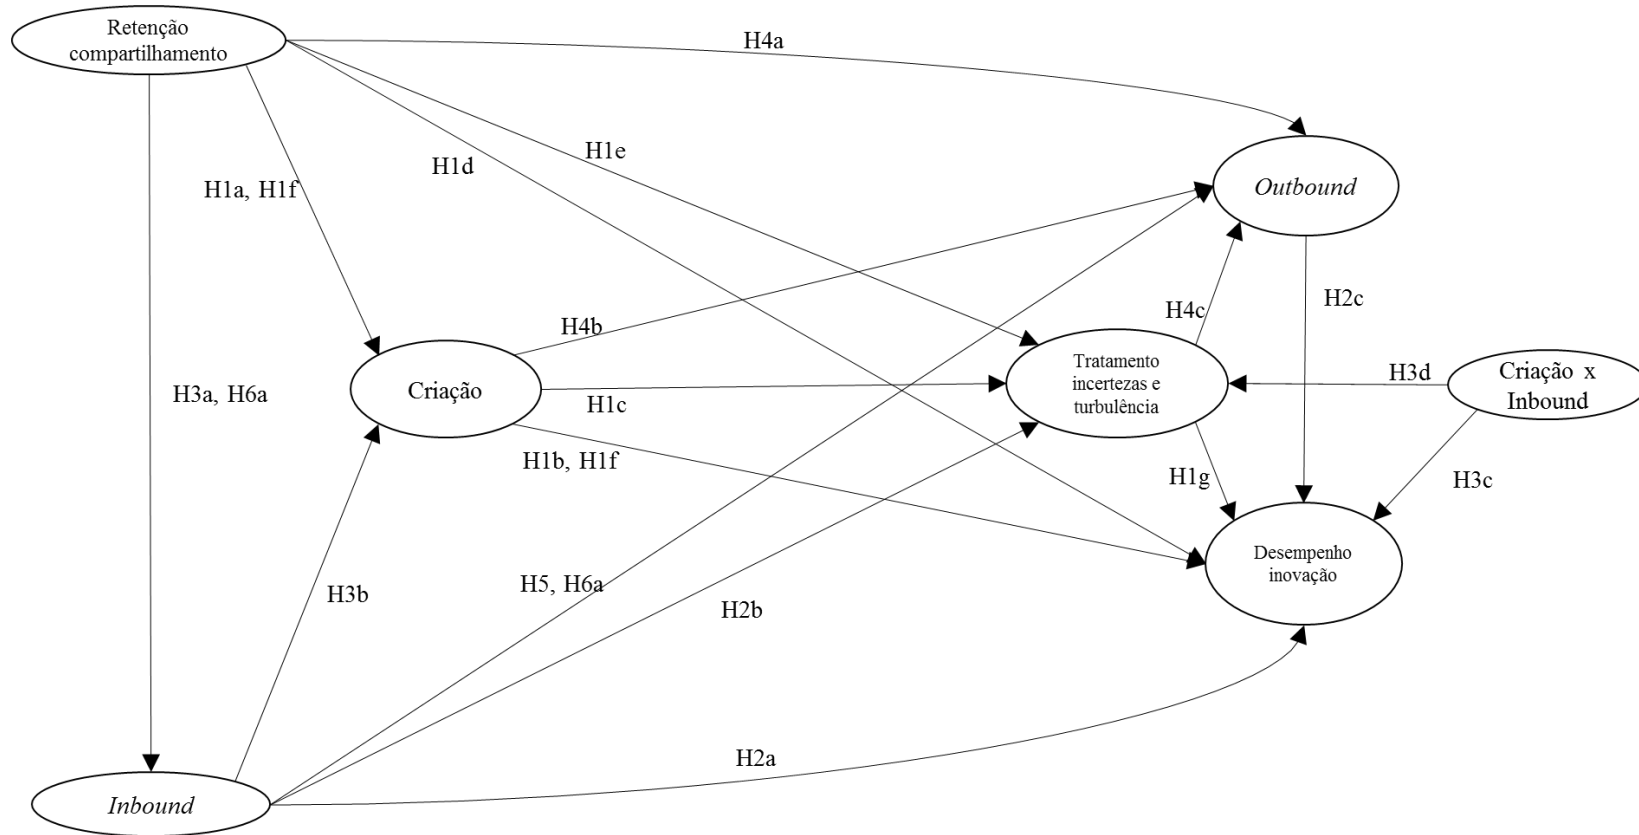 Retenção
compartilhamento
H4a
H1e
H1d
H1a, H1f
Outbound
H2c
H4c
H4b
Tratamento
incertezas e
turbulência
Criação
H3a, H6a
H1c
H3d
Criação x
Inbound
H1b, H1f
H1g
H3c
Desempenho
inovação
H5, H6a
H3b
H2b
H2a
Inbound